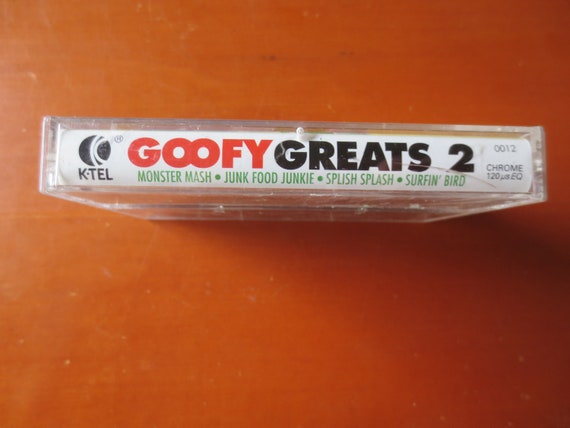 K-TEL ®
GOOFY GREATS 2
MONSTER MASH • JUNK FOOD JUNKIE • SPLISH SPLASH • SURFIN' BIRD
0012
CHROME
120 µs EQ